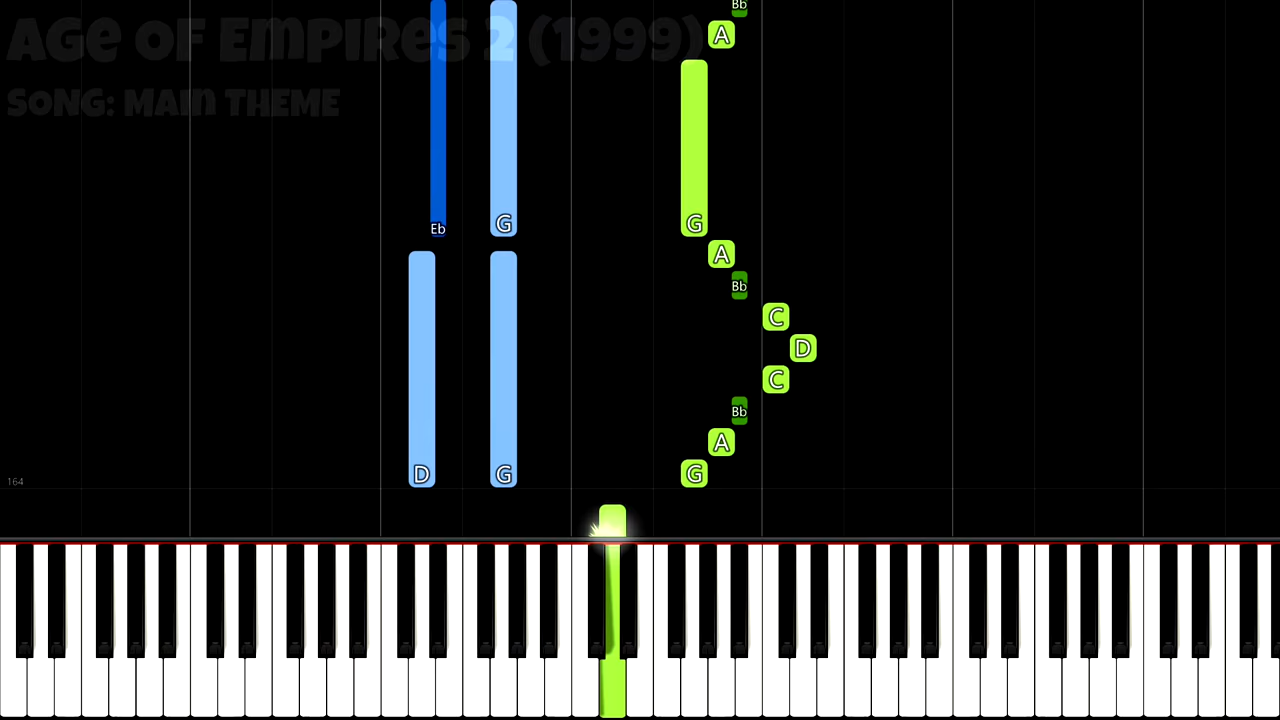 Bb
Age of Empires 2 (1999)
A
Song: Main Theme
Eb G G
A
Bb
C
D
C
Bb
A
D G G
164